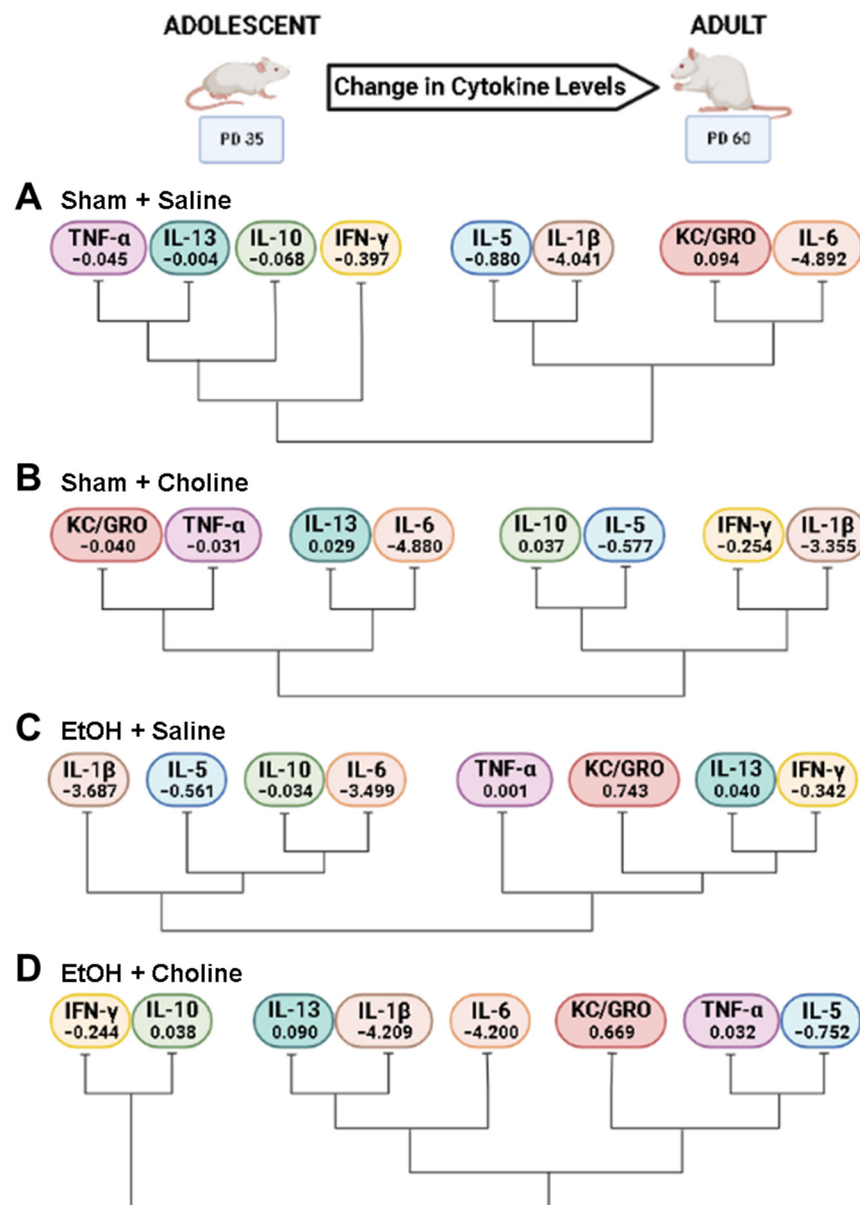 ADOLESCENT ADULT
Change in Cytokine Levels
PD 35 PD 60
A Sham + Saline
TNF-α IL-13 IL-10 IFN-γ IL-5 IL-1β KC/GRO IL-6
−0.045 −0.004 −0.068 −0.397 −0.880 −4.041 0.094 −4.892
B Sham + Choline
KC/GRO TNF-α IL-13 IL-6 IL-10 IL-5 IFN-γ IL-1β
−0.040 −0.031 0.029 −4.880 0.037 −0.577 −0.254 −3.355
C EtOH + Saline
IL-1β IL-5 IL-10 IL-6 TNF-α KC/GRO IL-13 IFN-γ
−3.687 −0.561 −0.034 −3.499 0.001 0.743 0.040 −0.342
D EtOH + Choline
IFN-γ IL-10 IL-13 IL-1β IL-6 KC/GRO TNF-α IL-5
−0.244 0.038 0.090 −4.209 −4.200 0.669 0.032 −0.752